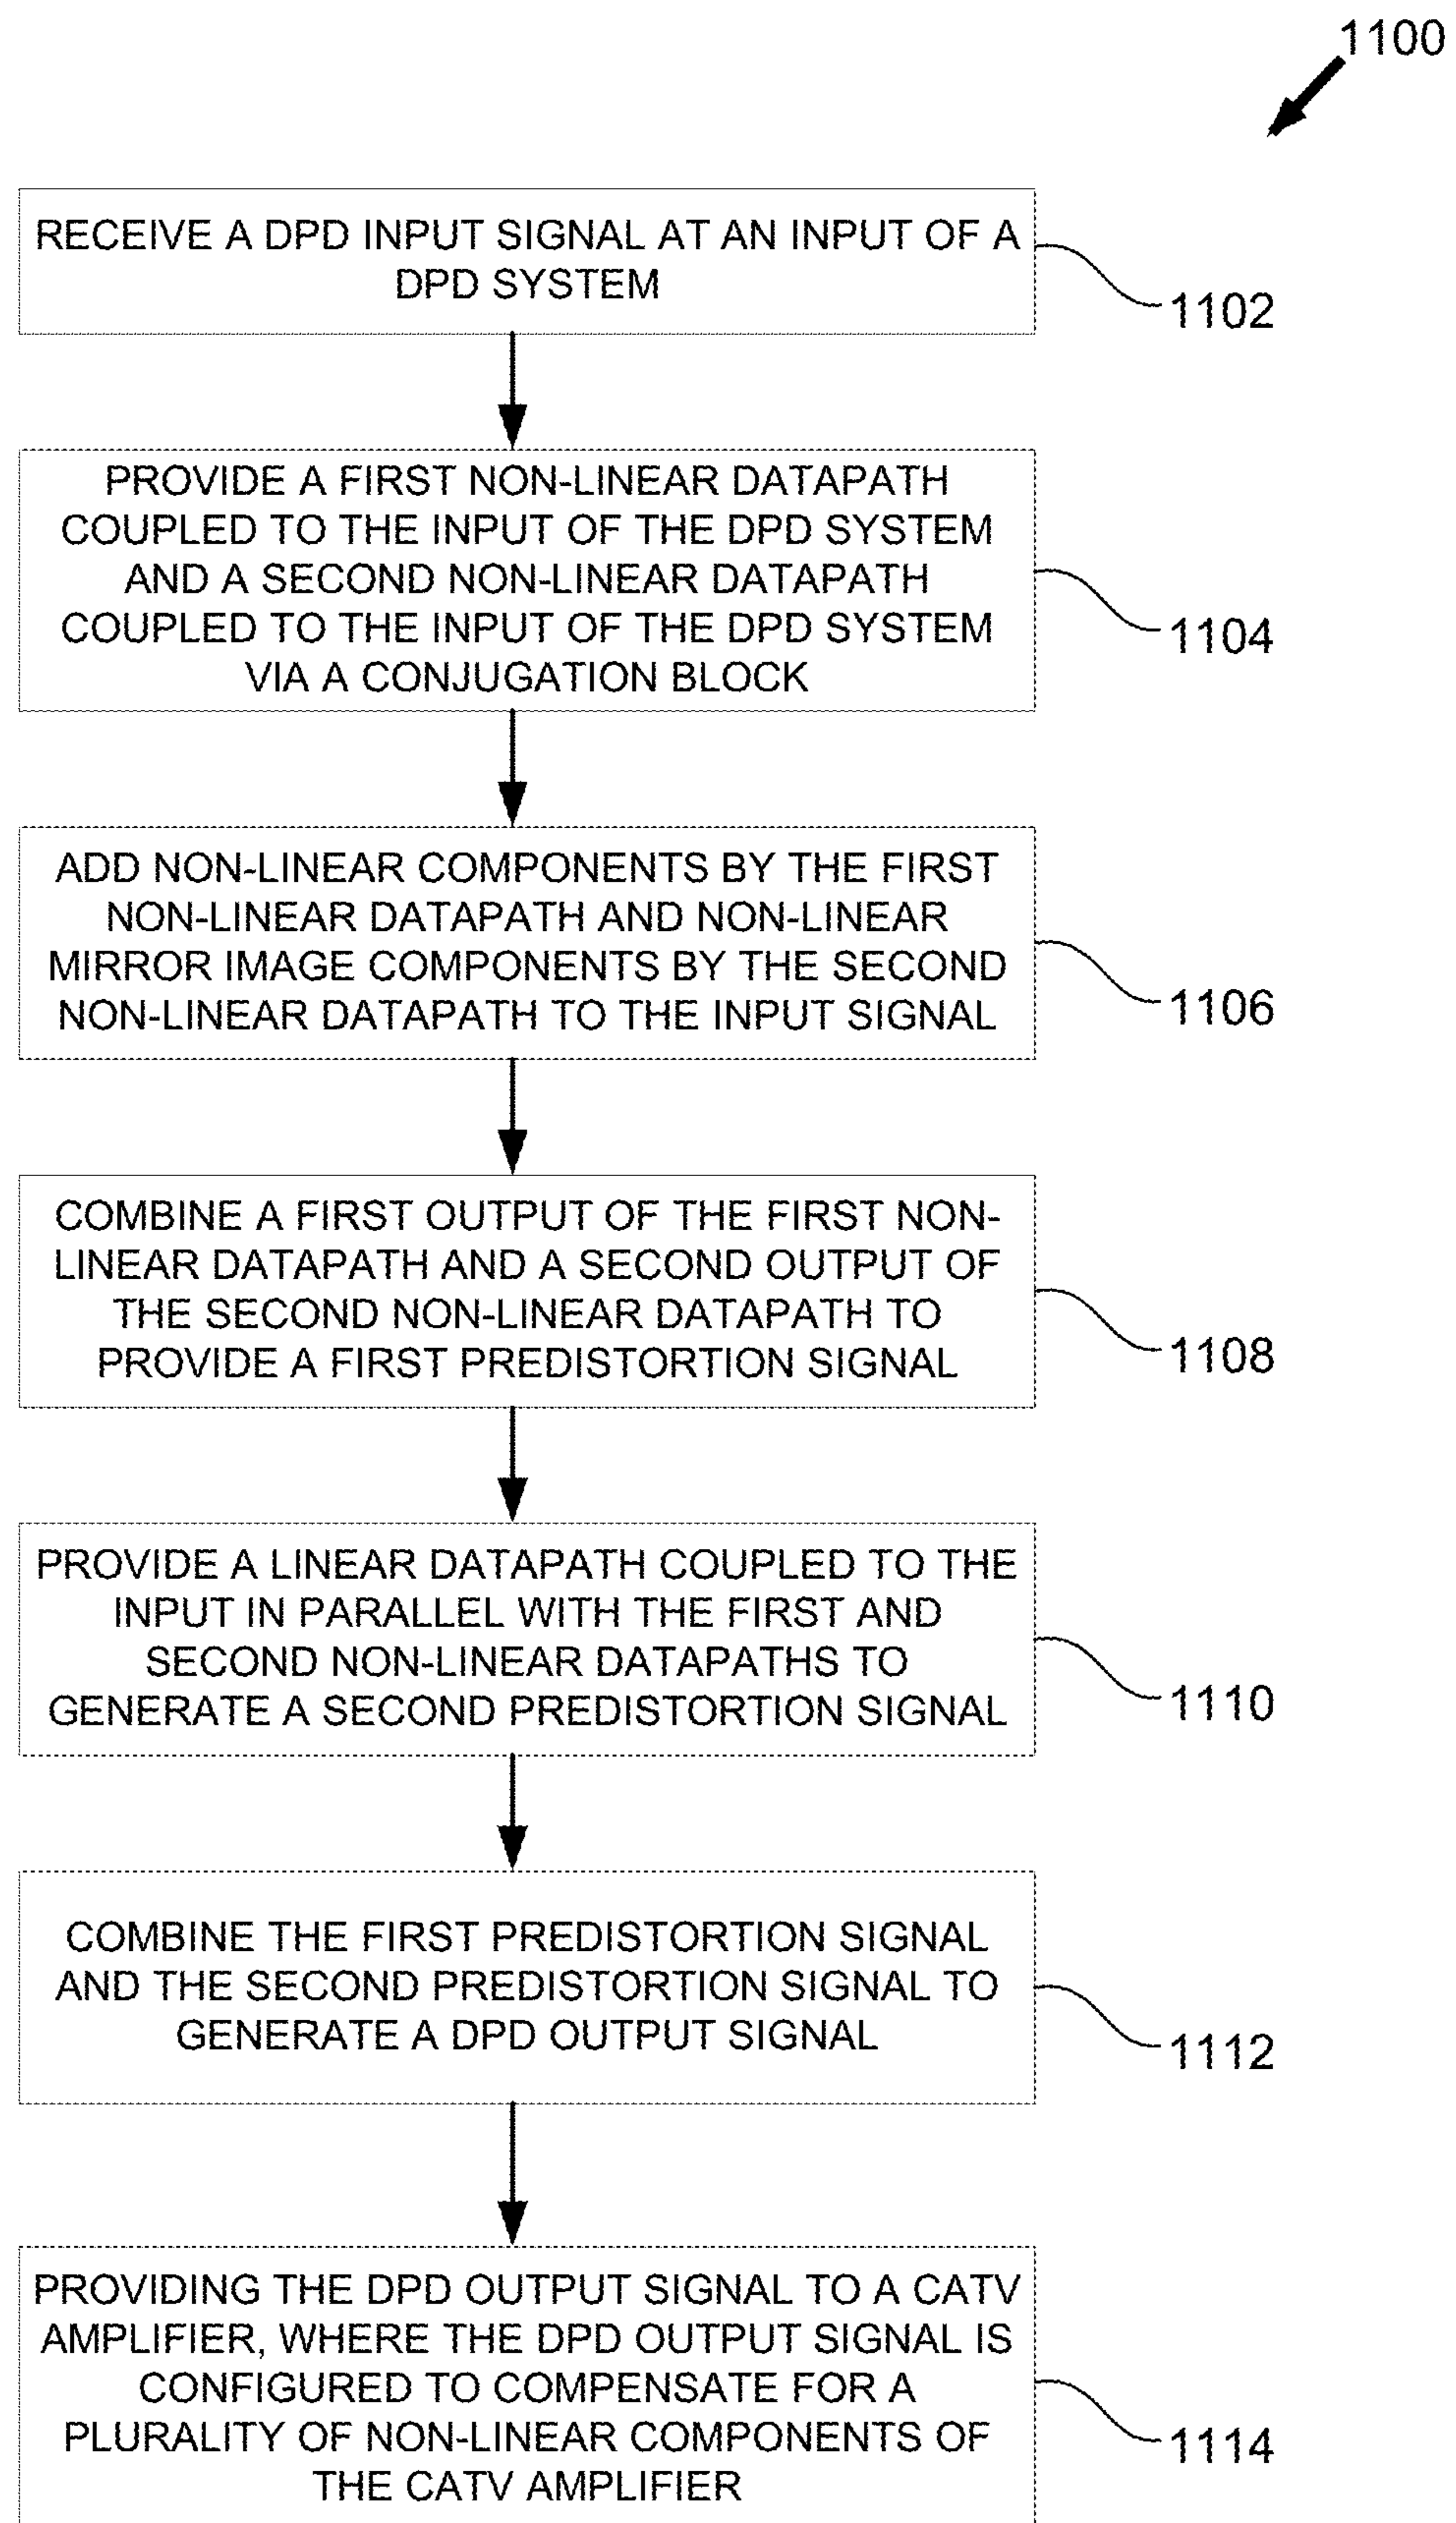 1100
RECEIVE A DPD INPUT SIGNAL AT AN INPUT OF A
DPD SYSTEM
1102
PROVIDE A FIRST NON-LINEAR DATAPATH
COUPLED TO THE INPUT OF THE DPD SYSTEM
AND A SECOND NON-LINEAR DATAPATH
COUPLED TO THE INPUT OF THE DPD SYSTEM
VIA A CONJUGATION BLOCK
1104
ADD NON-LINEAR COMPONENTS BY THE FIRST
NON-LINEAR DATAPATH AND NON-LINEAR
MIRROR IMAGE COMPONENTS BY THE SECOND
NON-LINEAR DATAPATH TO THE INPUT SIGNAL
1106
COMBINE A FIRST OUTPUT OF THE FIRST NON-
LINEAR DATAPATH AND A SECOND OUTPUT OF
THE SECOND NON-LINEAR DATAPATH TO
PROVIDE A FIRST PREDISTORTION SIGNAL
1108
PROVIDE A LINEAR DATAPATH COUPLED TO THE
INPUT IN PARALLEL WITH THE FIRST AND
SECOND NON-LINEAR DATAPATHS TO
GENERATE A SECOND PREDISTORTION SIGNAL
1110
COMBINE THE FIRST PREDISTORTION SIGNAL
AND THE SECOND PREDISTORTION SIGNAL TO
GENERATE A DPD OUTPUT SIGNAL
1112
PROVIDING THE DPD OUTPUT SIGNAL TO A CATV
AMPLIFIER, WHERE THE DPD OUTPUT SIGNAL IS
CONFIGURED TO COMPENSATE FOR A
PLURALITY OF NON-LINEAR COMPONENTS OF
THE CATV AMPLIFIER
1114